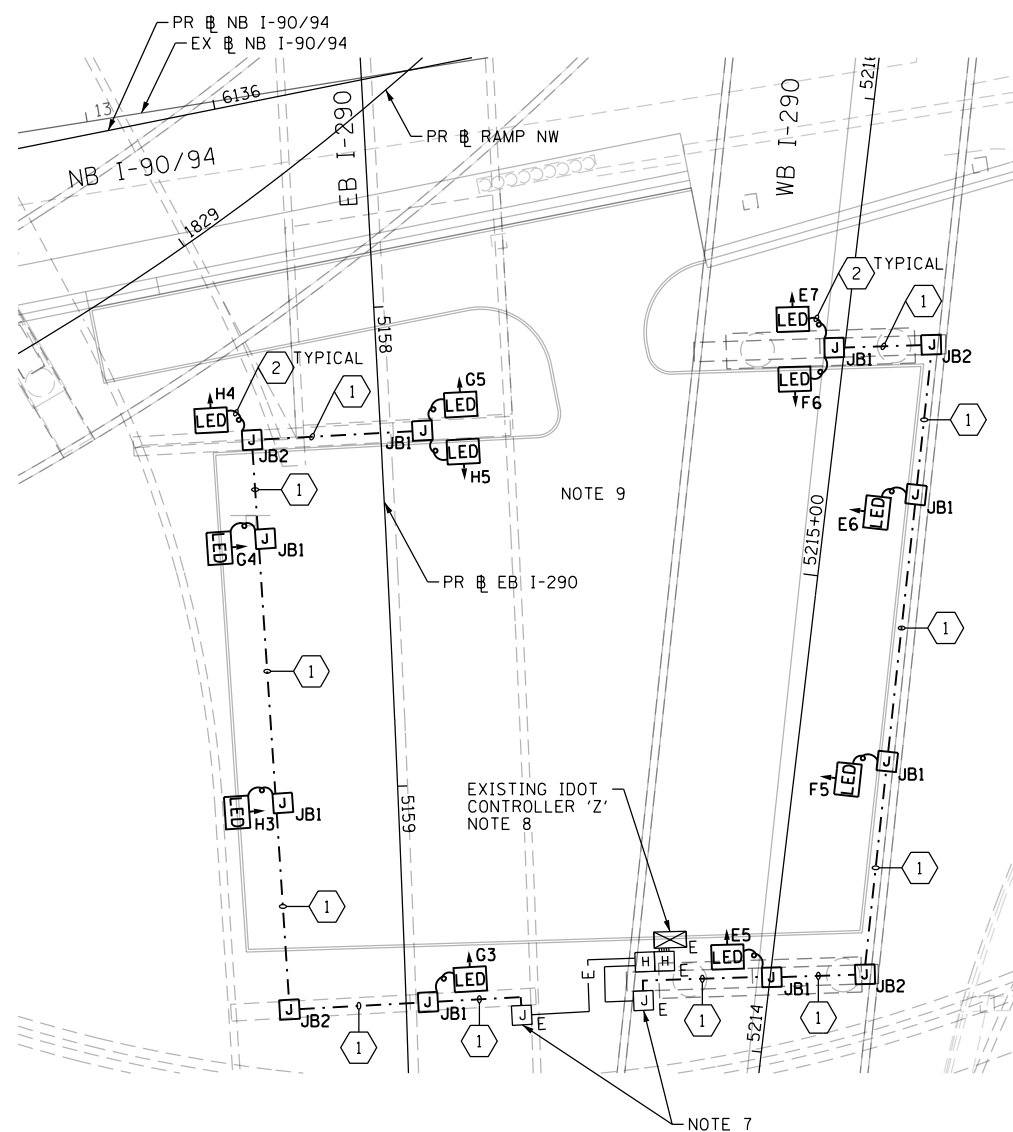 PR ℄ NB I-90/94
EX ℄ NB I-90/94
13
6136
EB I-290
WB I-290
5216
PR ℄ RAMP NW
NB I-90/94
1829
2 TYPICAL
E7
1
LED
5158
J
JB1
J
JB2
2 TYPICAL
1
G5
LED
F6
H4
LED
LED
J
JB2
JB1
J
LED
H5
1
1
NOTE 9
5215+00
J
JB1
LED
E6
LED
G4
J
JB1
PR ℄ EB I-290
1
1
J
JB1
LED
F5
EXISTING IDOT
CONTROLLER 'Z'
NOTE 8
5159
LED
H3
J
JB1
1
1
E5
E
LED
G3
LED
H
H
E
E
J
JB1
J
JB2
J
JB2
J
JB1
J
E
J
E
1
1
1
1
5214
NOTE 7